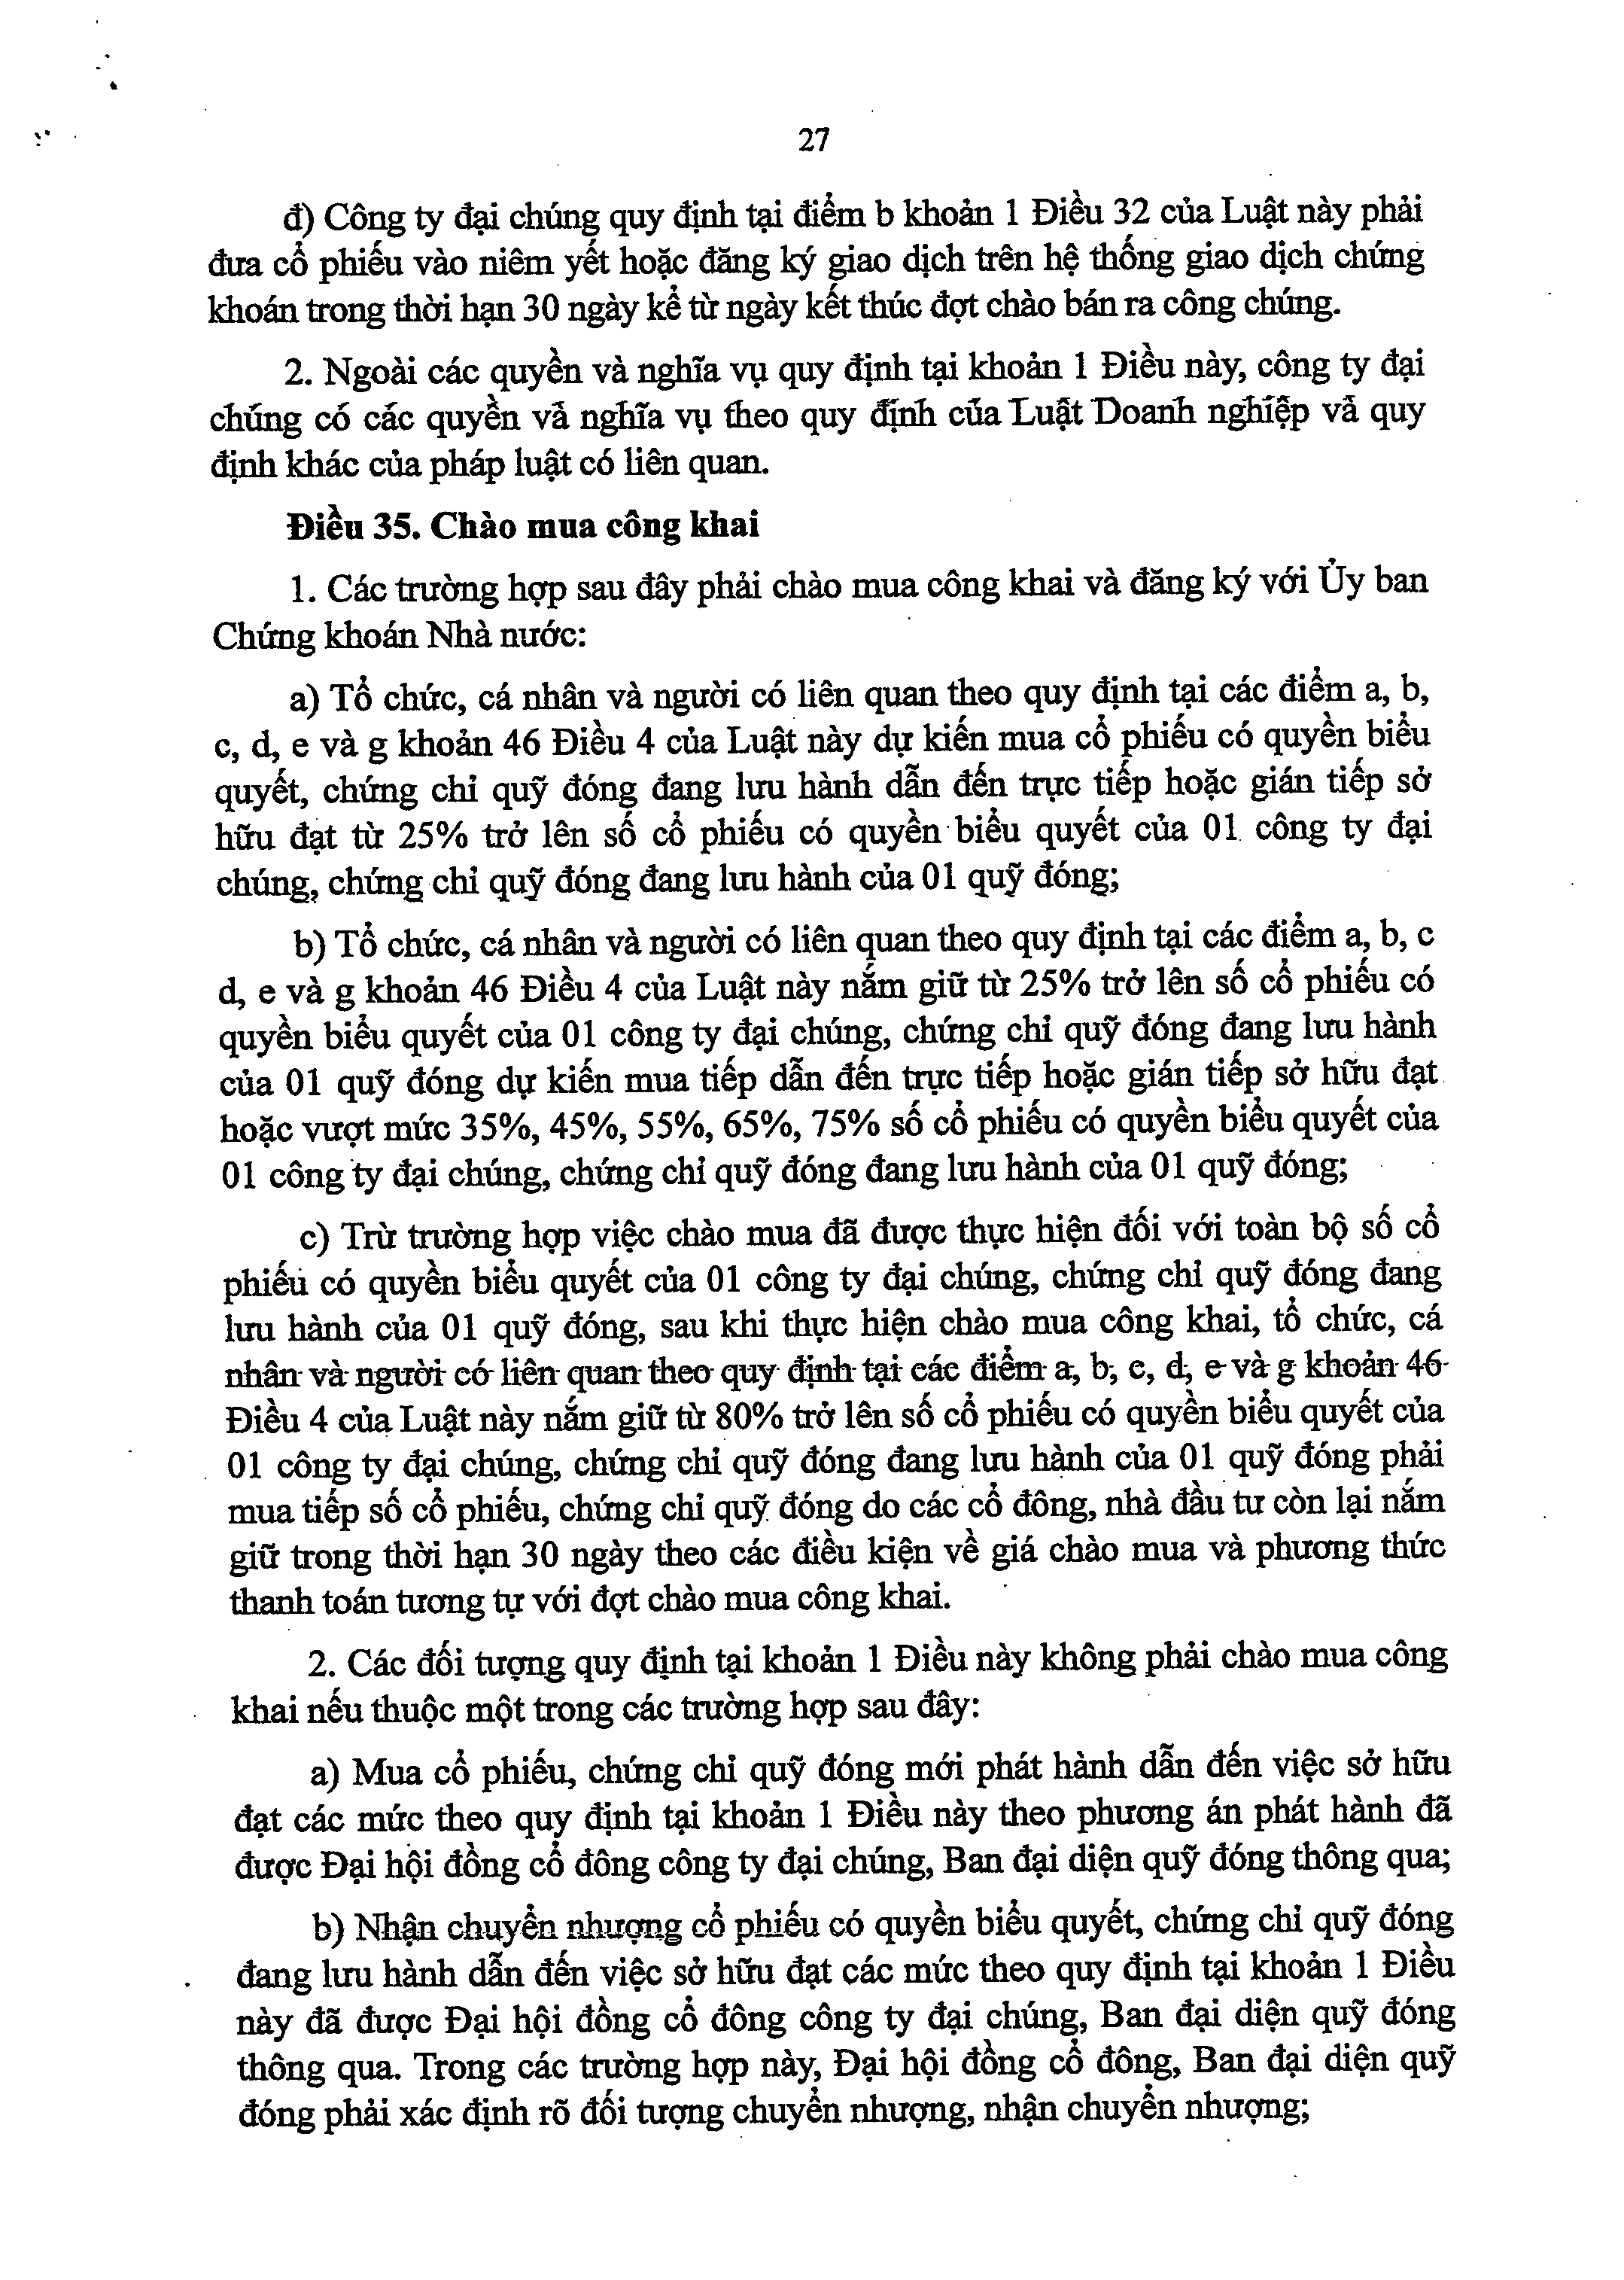 27
đ) Công ty đại chúng quy định tại điểm b khoản 1 Điều 32 của Luật này phải
đưa cổ phiếu vào niêm yết hoặc đăng ký giao dịch trên hệ thống giao dịch chứng
khoán trong thời hạn 30 ngày kể từ ngày kết thúc đợt chào bán ra công chúng.
2. Ngoài các quyền và nghĩa vụ quy định tại khoản 1 Điều này, công ty đại
chúng có các quyền và nghĩa vụ theo quy định của Luật Doanh nghiệp và quy
định khác của pháp luật có liên quan.
Điều 35. Chào mua công khai
1. Các trường hợp sau đây phải chào mua công khai và đăng ký với Ủy ban
Chứng khoán Nhà nước:
a) Tổ chức, cá nhân và người có liên quan theo quy định tại các điểm a, b,
c, d, e và g khoản 46 Điều 4 của Luật này dự kiến mua cổ phiếu có quyền biểu
quyết, chứng chỉ quỹ đóng đang lưu hành dẫn đến trực tiếp hoặc gián tiếp sở
hữu đạt từ 25% trở lên số cổ phiếu có quyền biểu quyết của 01 công ty đại
chúng, chứng chỉ quỹ đóng đang lưu hành của 01 quỹ đóng;
b) Tổ chức, cá nhân và người có liên quan theo quy định tại các điểm a, b, c
d, e và g khoản 46 Điều 4 của Luật này nắm giữ từ 25% trở lên số cổ phiếu có
quyền biểu quyết của 01 công ty đại chúng, chứng chỉ quỹ đóng đang lưu hành
của 01 quỹ đóng dự kiến mua tiếp dẫn đến trực tiếp hoặc gián tiếp sở hữu đạt
hoặc vượt mức 35%, 45%, 55%, 65%, 75% số cổ phiếu có quyền biểu quyết của
01 công ty đại chúng, chứng chỉ quỹ đóng đang lưu hành của 01 quỹ đóng;
c) Trừ trường hợp việc chào mua đã được thực hiện đối với toàn bộ số cổ
phiếu có quyền biểu quyết của 01 công ty đại chúng, chứng chỉ quỹ đóng đang
lưu hành của 01 quỹ đóng, sau khi thực hiện chào mua công khai, tổ chức, cá
nhân và người có liên quan theo quy định tại các điểm a, b, c, d, e và g khoản 46
Điều 4 của Luật này nắm giữ từ 80% trở lên số cổ phiếu có quyền biểu quyết của
01 công ty đại chúng, chứng chỉ quỹ đóng đang lưu hành của 01 quỹ đóng phải
mua tiếp số cổ phiếu, chứng chỉ quỹ đóng do các cổ đông, nhà đầu tư còn lại nắm
giữ trong thời hạn 30 ngày theo các điều kiện về giá chào mua và phương thức
thanh toán tương tự với đợt chào mua công khai.
2. Các đối tượng quy định tại khoản 1 Điều này không phải chào mua công
khai nếu thuộc một trong các trường hợp sau đây:
a) Mua cổ phiếu, chứng chỉ quỹ đóng mới phát hành dẫn đến việc sở hữu
đạt các mức theo quy định tại khoản 1 Điều này theo phương án phát hành đã
được Đại hội đồng cổ đông công ty đại chúng, Ban đại diện quỹ đóng thông qua;
b) Nhận chuyển nhượng cổ phiếu có quyền biểu quyết, chứng chỉ quỹ đóng
đang lưu hành dẫn đến việc sở hữu đạt các mức theo quy định tại khoản 1 Điều
này đã được Đại hội đồng cổ đông công ty đại chúng, Ban đại diện quỹ đóng
thông qua. Trong các trường hợp này, Đại hội đồng cổ đông, Ban đại diện quỹ
đóng phải xác định rõ đối tượng chuyển nhượng, nhận chuyển nhượng;